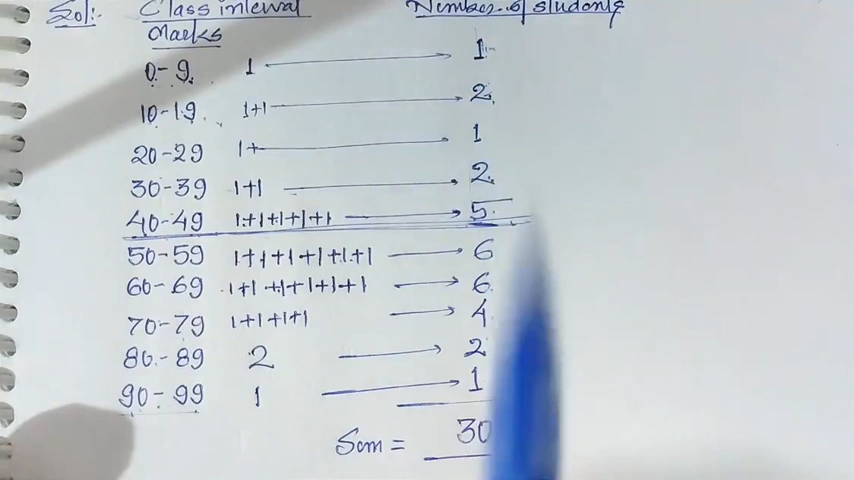 Sol:- Class interval Number of students
Marks
0-9 1 1
10-19 1+1 2
20-29 1+ 1
30-39 1+1 2
40-49 1+1+1+1+1 5
50-59 1+1+1+1+1+1 6
60-69 1+1+1+1+1+1 6
70-79 1+1+1+1 4
80-89 2 2
90-99 1 1
Sum = 30